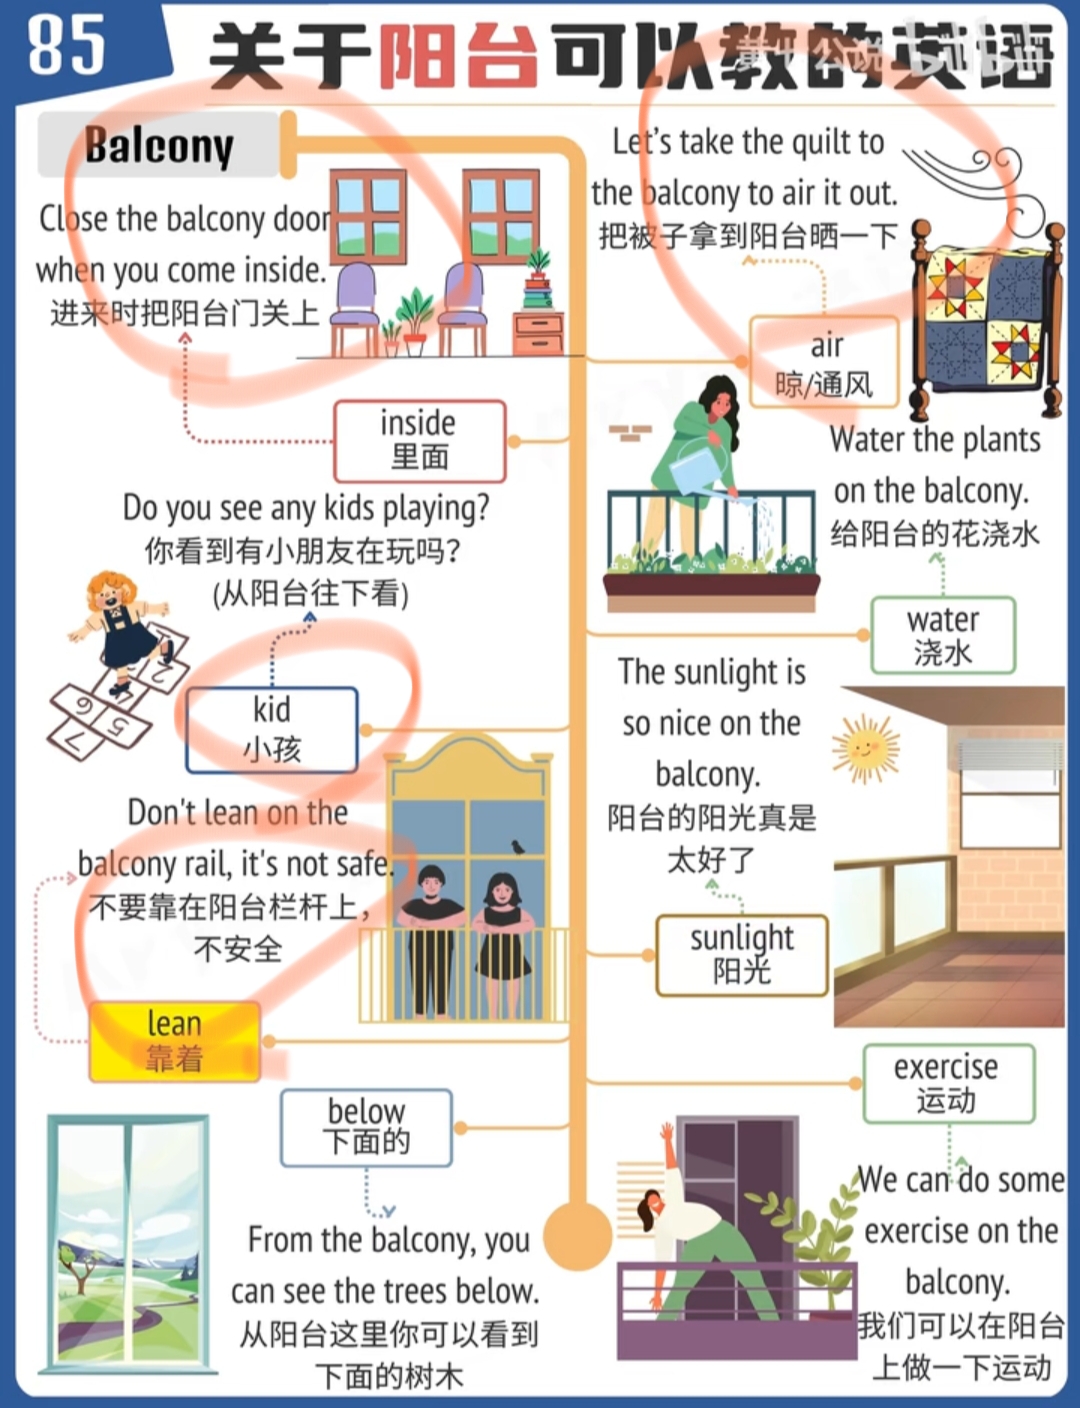 85
关于阳台可以教的英语
Balcony
Close the balcony door
when you come inside.
进来时把阳台门关上
inside
里面
Do you see any kids playing?
你看到有小朋友在玩吗?
(从阳台往下看)
kid
小孩
Don't lean on the
balcony rail, it's not safe.
不要靠在阳台栏杆上，
不安全
lean
靠着
below
下面的
From the balcony, you
can see the trees below.
从阳台这里你可以看到
下面的树木
Let's take the quilt to
the balcony to air it out.
把被子拿到阳台晒一下
air
晾/通风
Water the plants
on the balcony.
给阳台的花浇水
water
浇水
The sunlight is
so nice on the
balcony.
阳台的阳光真是
太好了
sunlight
阳光
exercise
运动
We can do some
exercise on the
balcony.
我们可以在阳台
上做一下运动
2
6
5
7